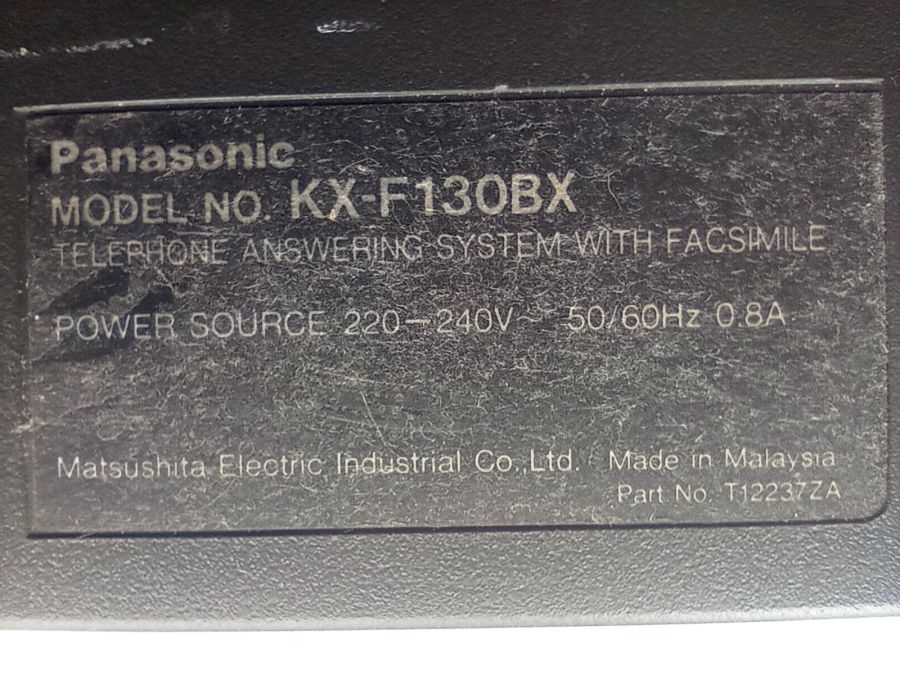 Panasonic
MODEL NO. KX-F130BX
TELEPHONE ANSWERING SYSTEM WITH FACSIMILE
POWER SOURCE 220-240V~ 50/60Hz 0.8A
Matsushita Electric Industrial Co.,Ltd. Made in Malaysia
Part No. T12237ZA